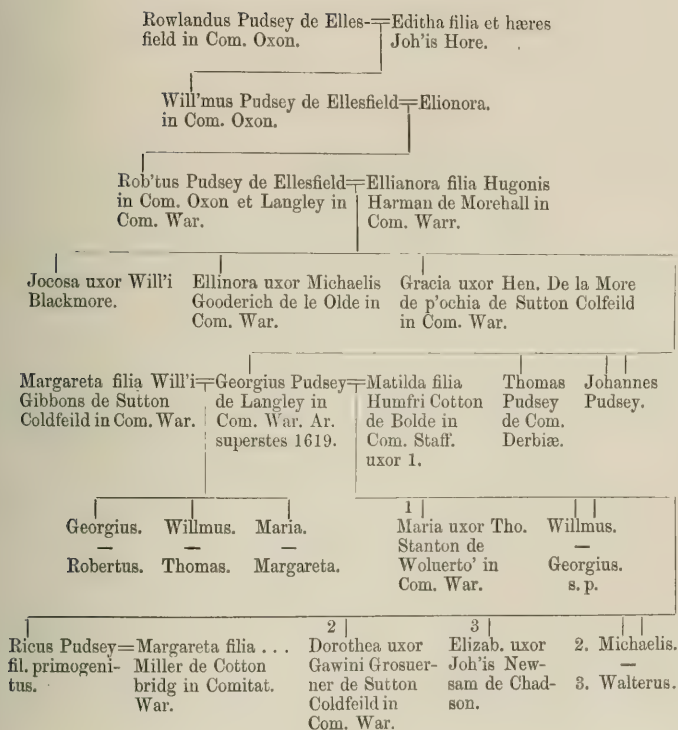 Rowlandus Pudsey de Elles-
field in Com. Oxon.
Editha filia et hæres
Joh'is Hore.
Will'mus Pudsey de Ellesfield
in Com. Oxon.
Elionora.
Rob'tus Pudsey de Ellesfield
in Com. Oxon et Langley in
Com. War.
Ellianora filia Hugonis
Harman de Morehall in
Com. Warr.
Jocosa uxor Will'i
Blackmore.
Ellinora uxor Michaelis
Gooderich de le Olde in
Com. War.
Gracia uxor Hen. De la More
de p'ochia de Sutton Colfeild
in Com. War.
Margareta filia Will'i
Gibbons de Sutton
Coldfeild in Com. War.
Georgius Pudsey
de Langley in
Com. War. Ar.
superstes 1619.
Matilda filia
Humfri Cotton
de Bolde in
Com. Staff.
uxor 1.
Thomas
Pudsey
de Com.
Derbiæ.
Johannes
Pudsey.
Georgius.
—
Robertus.
Willmus.
—
Thomas.
Maria.
—
Margareta.
1
Maria uxor Tho.
Stanton de
Woluerto' in
Com. War.
Willmus.
—
Georgius.
s. p.
Ricus Pudsey
fil. primogeni-
tus.
Margareta filia . . .
Miller de Cotton
bridg in Comitat.
War.
2
Dorothea uxor
Gawini Grosuer-
ner de Sutton
Coldfeild in
Com. War.
3
Elizab. uxor
Joh'is New-
sam de Chad-
son.
2. Michaelis.
—
3. Walterus.